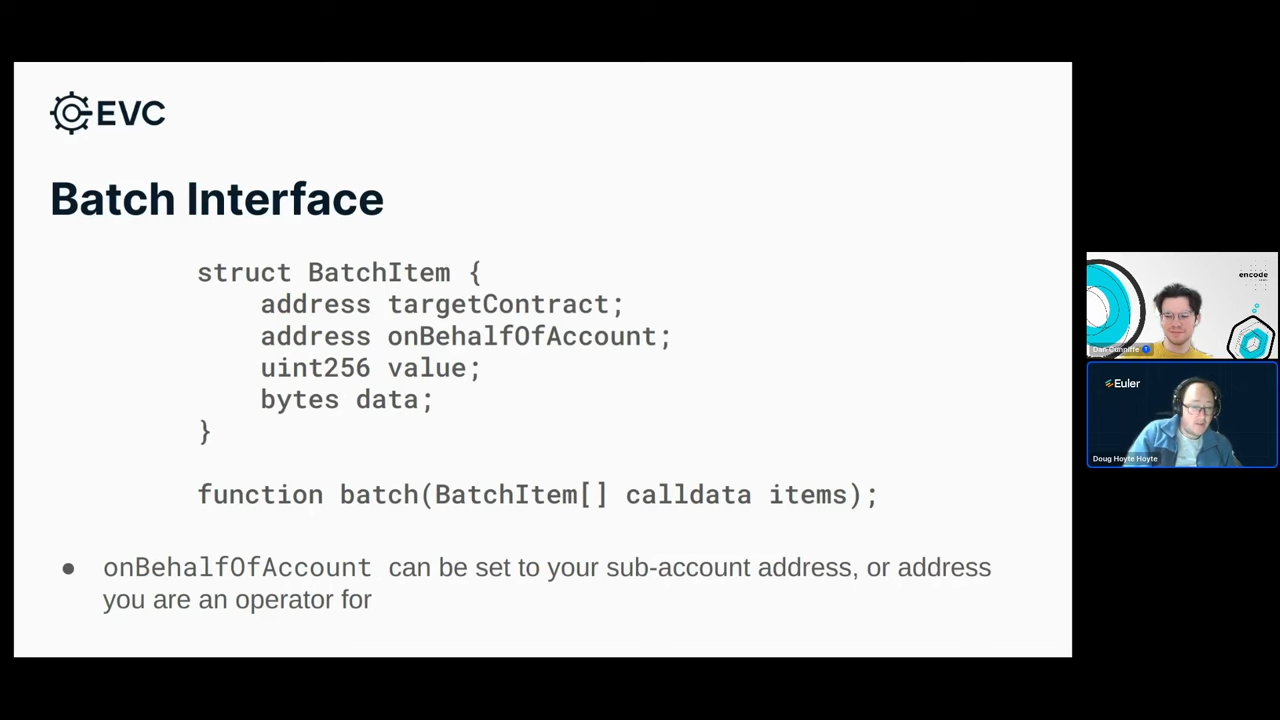 EVC
Batch Interface
struct BatchItem {
address targetContract;
address onBehalfOfAccount;
uint256 value;
bytes data;
}
function batch(BatchItem[] calldata items);
● onBehalfOfAccount can be set to your sub-account address, or address
you are an operator for
encode
Dan Cunniffe
Euler
Doug Hoyte Hoyte